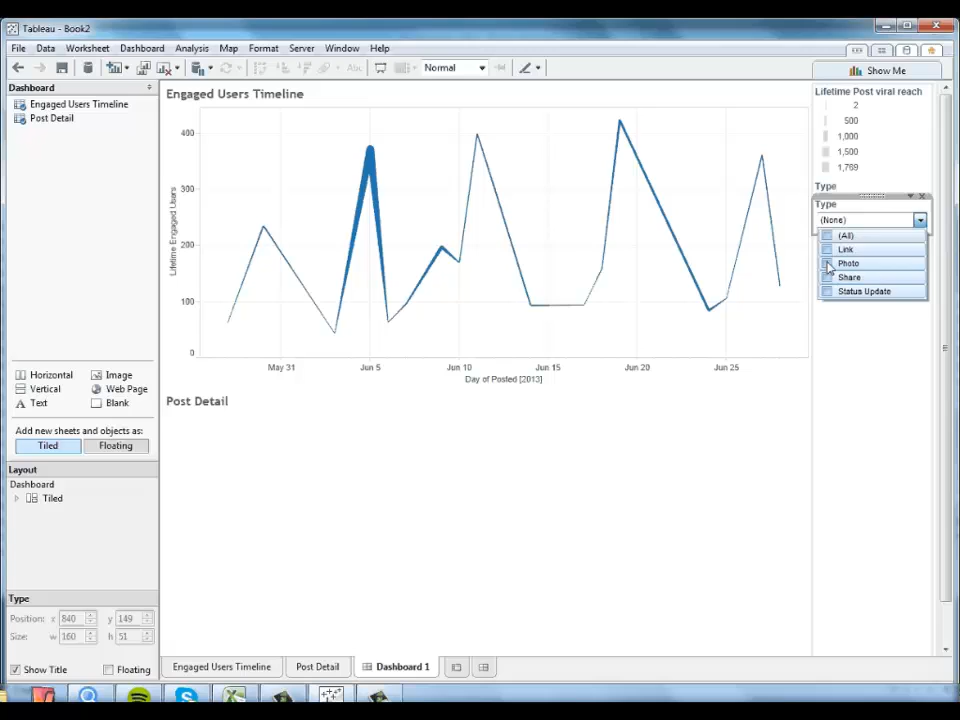 Tableau - Book2
File Data Worksheet Dashboard Analysis Map Format Server Window Help
Abc Normal
Dashboard
Engaged Users Timeline
Post Detail
Horizontal Image
Vertical Web Page
Text Blank
Add new sheets and objects as:
Tiled Floating
Layout
Dashboard
Tiled
Type
Position: x 840 y 149
Size: w 160 h 51
Show Title Floating
Engaged Users Timeline
Lifetime Engaged Users
400
300
200
100
0
May 31 Jun 5 Jun 10 Jun 15 Jun 20 Jun 25
Day of Posted [2013]
Post Detail
Show Me
Lifetime Post viral reach
2
500
1,000
1,500
1,769
Type
Type
(None)
(All)
Link
Photo
Share
Status Update
Engaged Users Timeline Post Detail Dashboard 1